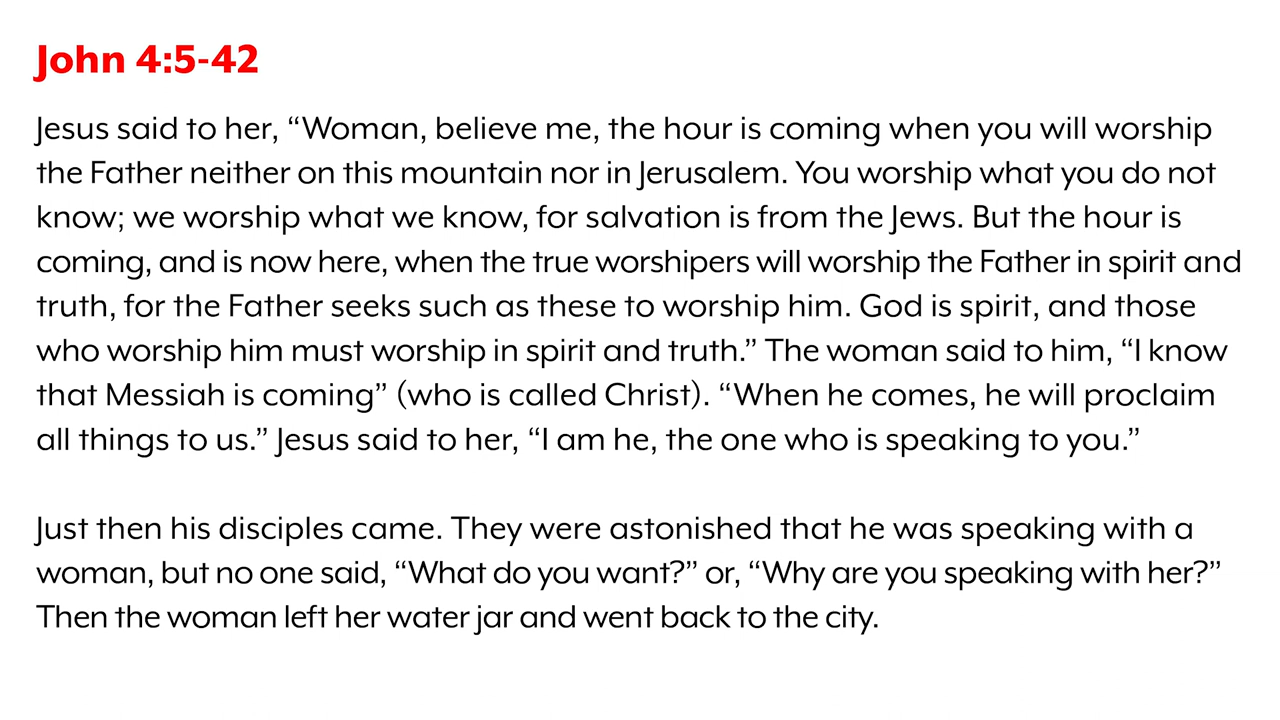 John 4:5-42
Jesus said to her, “Woman, believe me, the hour is coming when you will worship
the Father neither on this mountain nor in Jerusalem. You worship what you do not
know; we worship what we know, for salvation is from the Jews. But the hour is
coming, and is now here, when the true worshipers will worship the Father in spirit and
truth, for the Father seeks such as these to worship him. God is spirit, and those
who worship him must worship in spirit and truth.” The woman said to him, “I know
that Messiah is coming” (who is called Christ). “When he comes, he will proclaim
all things to us.” Jesus said to her, “I am he, the one who is speaking to you.”
Just then his disciples came. They were astonished that he was speaking with a
woman, but no one said, “What do you want?” or, “Why are you speaking with her?”
Then the woman left her water jar and went back to the city.